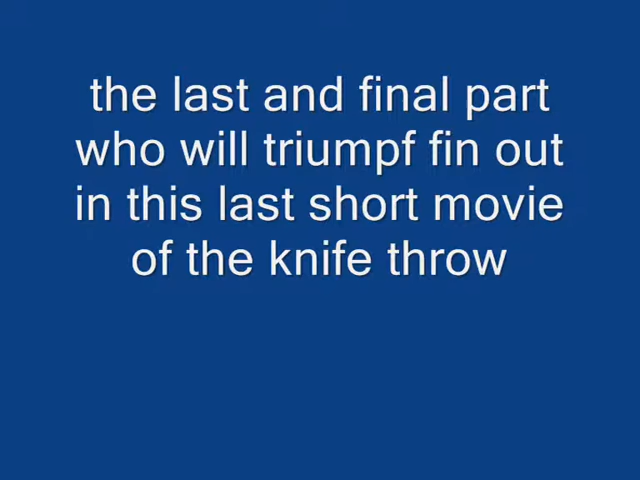 the last and final part
who will triumpf fin out
in this last short movie
of the knife throw